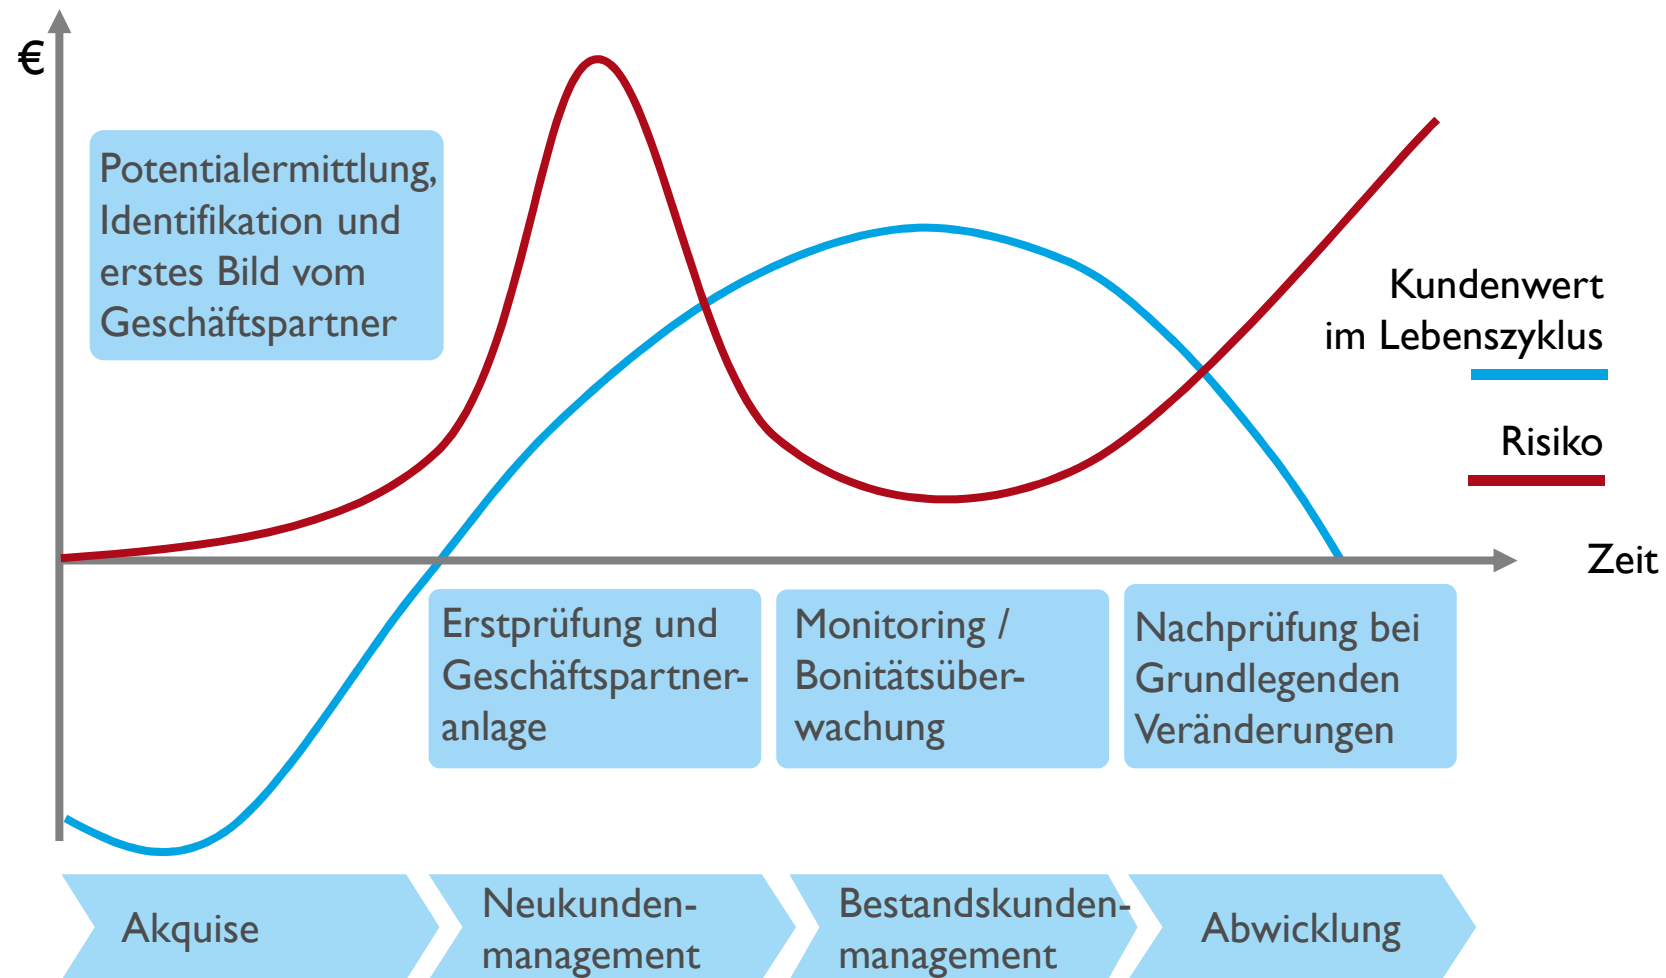 €
Potentialermittlung,
Identifikation und
erstes Bild vom
Geschäftspartner
Kundenwert
im Lebenszyklus
Risiko
Zeit
Erstprüfung und
Geschäftspartner-
anlage
Monitoring /
Bonitätsüber-
wachung
Nachprüfung bei
Grundlegenden
Veränderungen
Akquise
Neukunden-
management
Bestandskunden-
management
Abwicklung